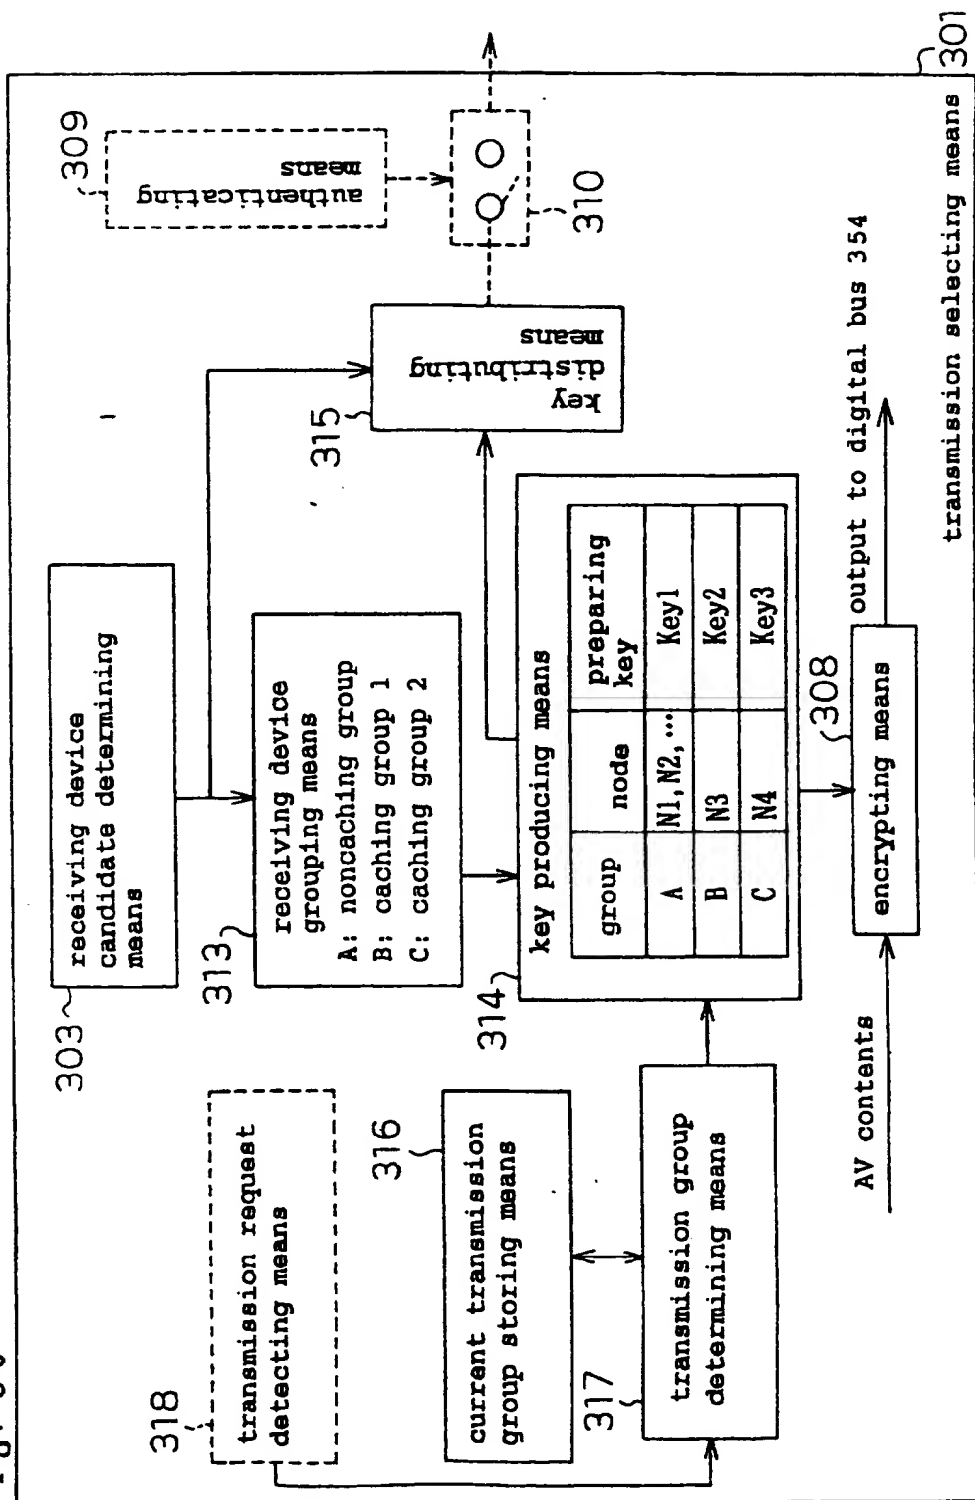 303
receiving device
candidate determining
means
309
authenticating
means
310
315
key
distributing
means
313
receiving device
grouping means
A: noncaching group
B: caching group 1
C: caching group 2
318
transmission request
detecting means
316
current transmission
group storing means
317
transmission group
determining means
314
key producing means
group
node
preparing
key
A
N1, N2, ...
Key1
B
N3
Key2
C
N4
Key3
308
AV contents
encrypting means
output to digital bus 354
transmission selecting means
301